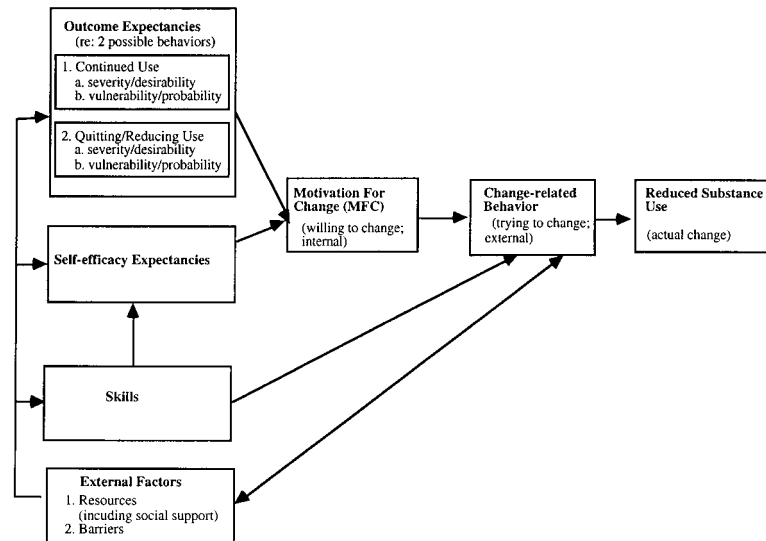 Outcome Expectancies
(re: 2 possible behaviors)
1. Continued Use
a. severity/desirability
b. vulnerability/probability
2. Quitting/Reducing Use
a. severity/desirability
b. vulnerability/probability
Self-efficacy Expectancies
Skills
External Factors
1. Resources
(incuding social support)
2. Barriers
Motivation For
Change (MFC)
(willing to change;
internal)
Change-related
Behavior
(trying to change;
external)
Reduced Substance
Use
(actual change)